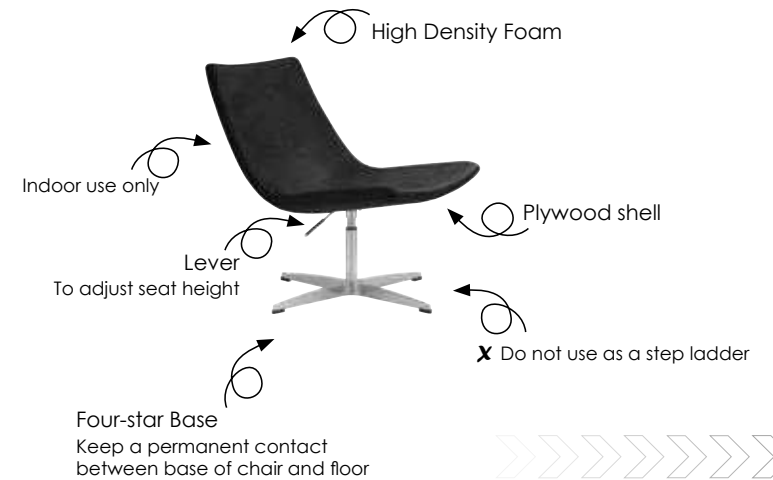 High Density Foam
Indoor use only
Plywood shell
Lever
To adjust seat height
✗ Do not use as a step ladder
Four-star Base
Keep a permanent contact
between base of chair and floor